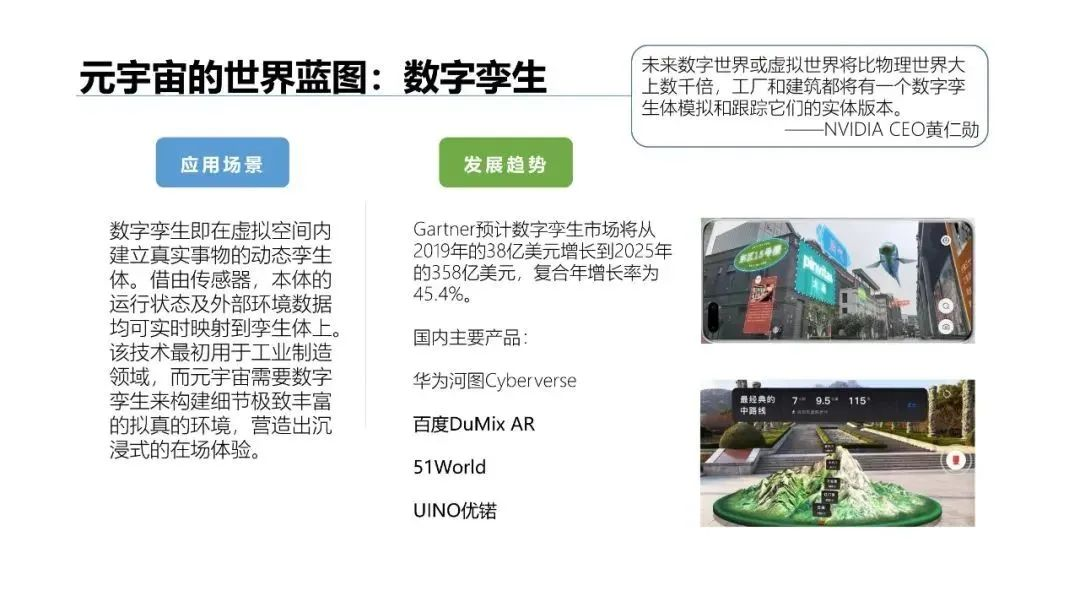 元宇宙的世界蓝图：数字孪生
未来数字世界或虚拟世界将比物理世界大
上数千倍，工厂和建筑都将有一个数字孪
生体模拟和跟踪它们的实体版本。
——NVIDIA CEO黄仁勋
应用场景
数字孪生即在虚拟空间内
建立真实事物的动态孪生
体。借由传感器，本体的
运行状态及外部环境数据
均可实时映射到孪生体上。
该技术最初用于工业制造
领域，而元宇宙需要数字
孪生来构建细节极致丰富
的拟真的环境，营造出沉
浸式的在场体验。
发展趋势
Gartner预计数字孪生市场将从
2019年的38亿美元增长到2025年
的358亿美元，复合年增长率为
45.4%。
国内主要产品：
华为河图Cyberverse
百度DuMix AR
51World
UINO优锘
最经典的
中路线
7
9.5
115